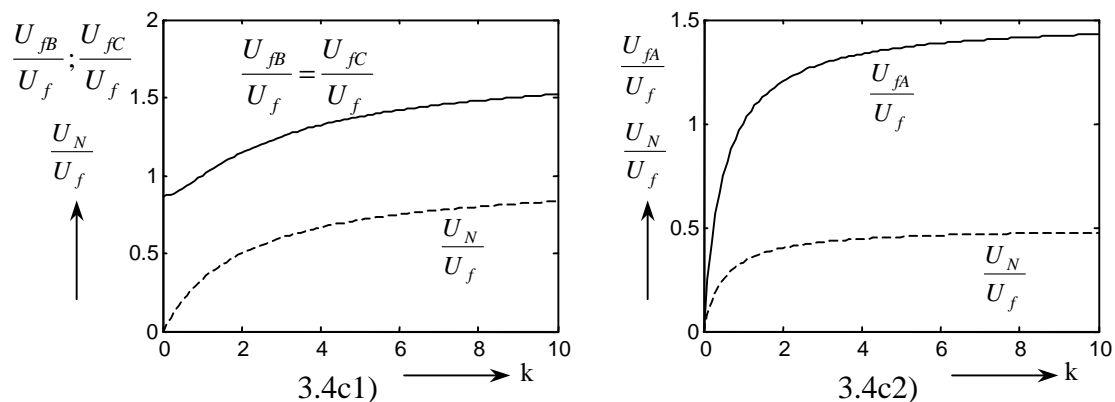 U_fB/U_f ; U_fC/U_f
U_N/U_f
2
1.5
1
0.5
0
U_fB/U_f = U_fC/U_f
U_N/U_f
0 2 4 6 8 10
3.4c1) k
U_fA/U_f
U_N/U_f
1.5
1
0.5
0
U_fA/U_f
U_N/U_f
0 2 4 6 8 10
3.4c2) k